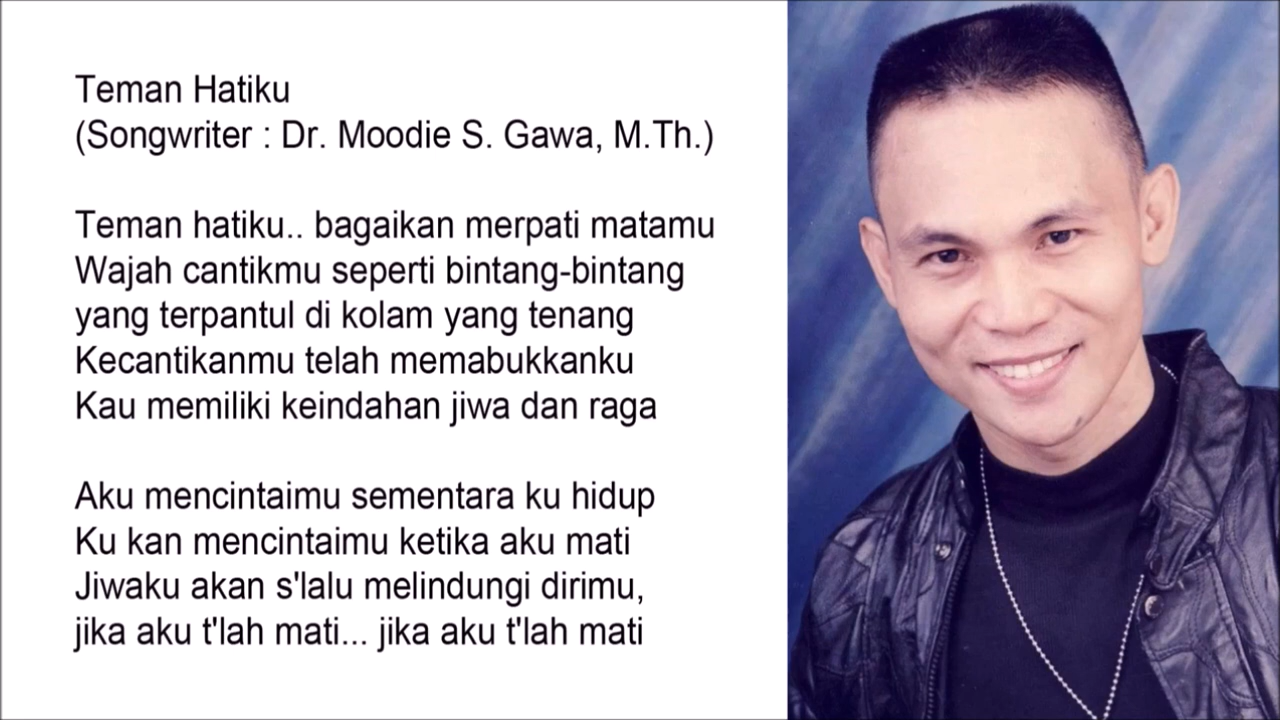 Teman Hatiku
(Songwriter : Dr. Moodie S. Gawa, M.Th.)
Teman hatiku.. bagaikan merpati matamu
Wajah cantikmu seperti bintang-bintang
yang terpantul di kolam yang tenang
Kecantikanmu telah memabukkanku
Kau memiliki keindahan jiwa dan raga
Aku mencintaimu sementara ku hidup
Ku kan mencintaimu ketika aku mati
Jiwaku akan s'lalu melindungi dirimu,
jika aku t'lah mati... jika aku t'lah mati